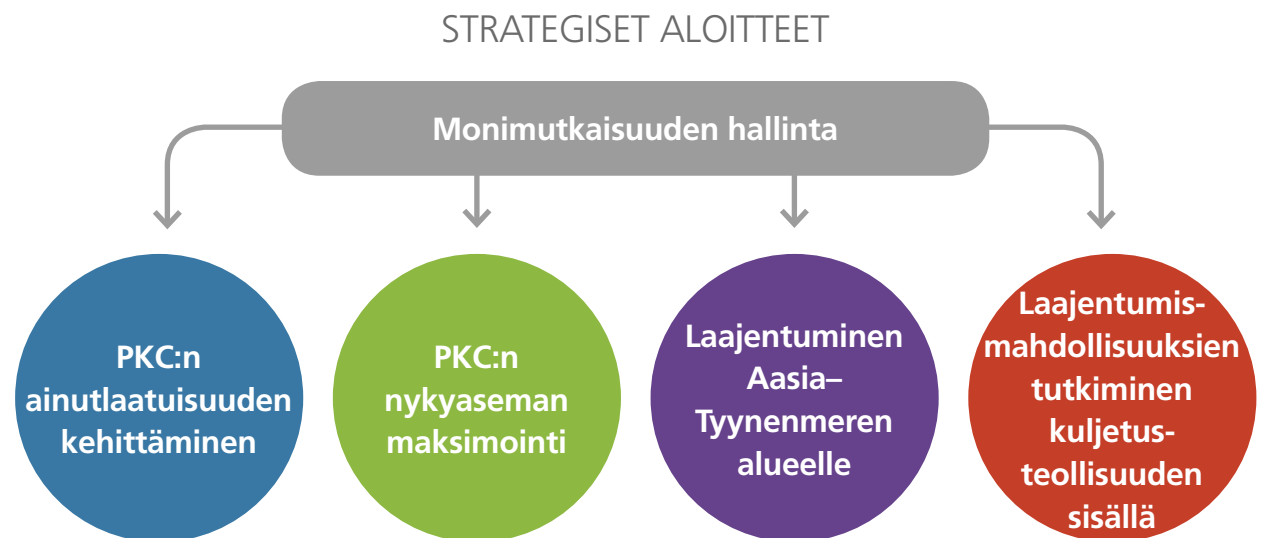 STRATEGISET ALOITTEET
Monimutkaisuuden hallinta
PKC:n
ainutlaatuisuuden
kehittäminen
PKC:n
nykyaseman
maksimointi
Laajentuminen
Aasia–
Tyynenmeren
alueelle
Laajentumis-
mahdollisuuksien
tutkiminen
kuljetus-
teollisuuden
sisällä